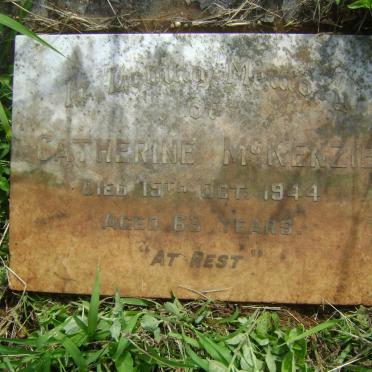 In Loving Memory
of
CATHERINE McKENZIE
DIED 15TH OCT. 1944
AGED 63 YEARS.
"AT REST"